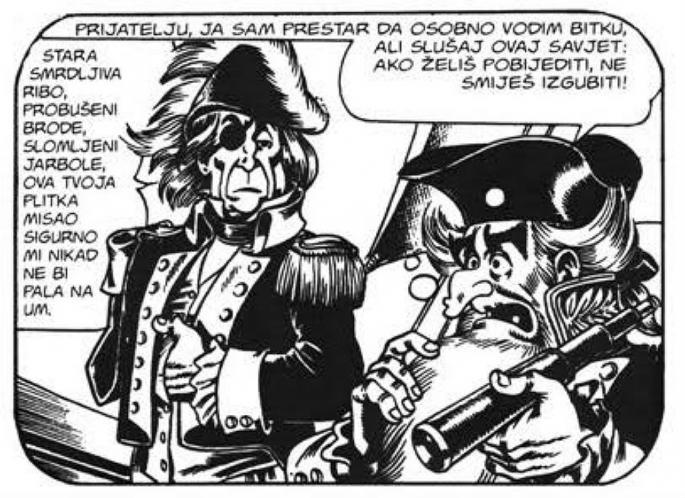 PRIJATELJU, JA SAM PRESTAR DA OSOBNO VODIM BITKU,
ALI SLUŠAJ OVAJ SAVJET:
AKO ŽELIŠ POBIJEDITI, NE
SMIJEŠ IZGUBITI!
STARA
SMRDLJIVA
RIBO,
PROBUŠENI
BRODE,
SLOMLJENI
JARBOLE,
OVA TVOJA
PLITKA
MISAO
SIGURNO
MI NIKAD
NE BI
PALA NA
UM.